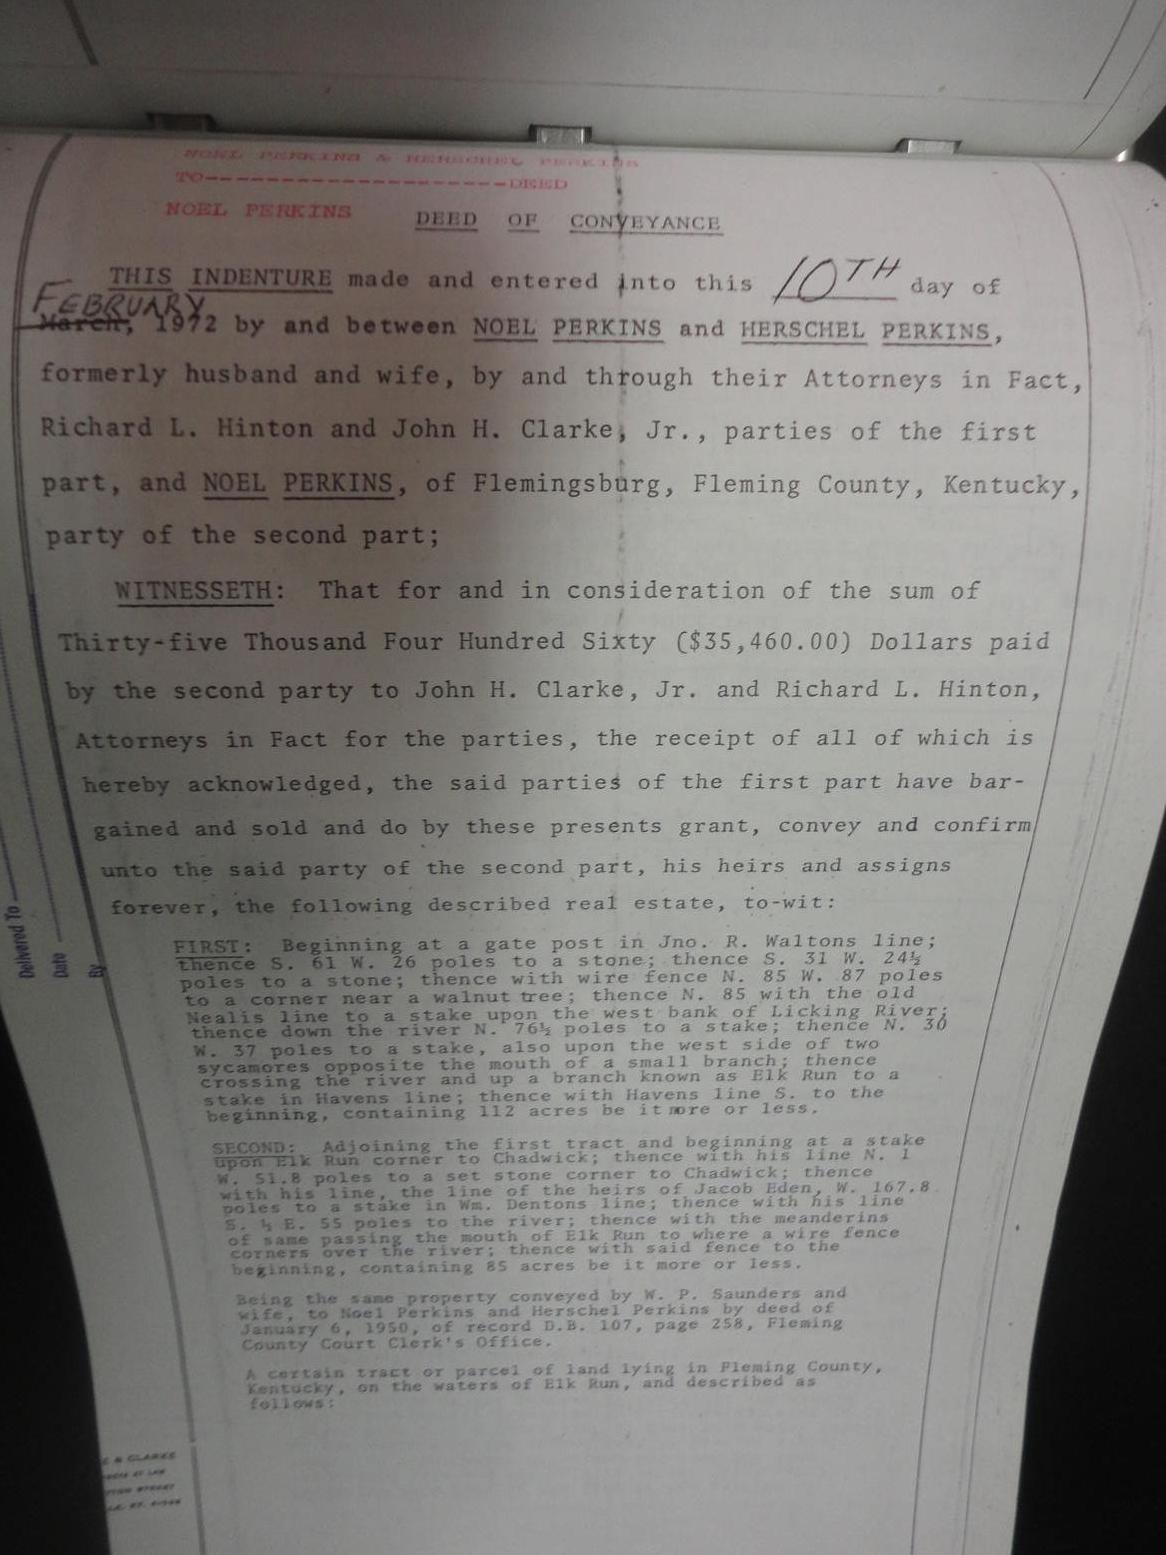 NOEL PERKINS & HERSCHEL PERKINS
TO-----------------------DEED
NOEL PERKINS
DEED OF CONVEYANCE
THIS INDENTURE made and entered into this 10TH day of
FEBRUARY
March, 1972 by and between NOEL PERKINS and HERSCHEL PERKINS,
formerly husband and wife, by and through their Attorneys in Fact,
Richard L. Hinton and John H. Clarke, Jr., parties of the first
part, and NOEL PERKINS, of Flemingsburg, Fleming County, Kentucky,
party of the second part;
WITNESSETH: That for and in consideration of the sum of
Thirty-five Thousand Four Hundred Sixty ($35,460.00) Dollars paid
by the second party to John H. Clarke, Jr. and Richard L. Hinton,
Attorneys in Fact for the parties, the receipt of all of which is
hereby acknowledged, the said parties of the first part have bar-
gained and sold and do by these presents grant, convey and confirm
unto the said party of the second part, his heirs and assigns
forever, the following described real estate, to-wit:
Delivered To
Date
By
FIRST: Beginning at a gate post in Jno. R. Waltons line;
thence S. 61 W. 26 poles to a stone; thence S. 31 W. 24½
poles to a stone; thence with wire fence N. 85 W. 87 poles
to a corner near a walnut tree; thence N. 85 with the old
Nealis line to a stake upon the west bank of Licking River;
thence down the river N. 76½ poles to a stake; thence N. 30
W. 37 poles to a stake, also upon the west side of two
sycamores opposite the mouth of a small branch; thence
crossing the river and up a branch known as Elk Run to a
stake in Havens line; thence with Havens line S. to the
beginning, containing 112 acres be it more or less.
SECOND: Adjoining the first tract and beginning at a stake
upon Elk Run corner to Chadwick; thence with his line N. 1
W. 51.8 poles to a set stone corner to Chadwick; thence
with his line, the line of the heirs of Jacob Eden, W. 167.8
poles to a stake in Wm. Dentons line; thence with his line
S. ½ E. 55 poles to the river; thence with the meanderins
of same passing the mouth of Elk Run to where a wire fence
corners over the river; thence with said fence to the
beginning, containing 85 acres be it more or less.
Being the same property conveyed by W. P. Saunders and
wife, to Noel Perkins and Herschel Perkins by deed of
January 6, 1950, of record D.B. 107, page 258, Fleming
County Court Clerk's Office.
A certain tract or parcel of land lying in Fleming County,
Kentucky, on the waters of Elk Run, and described as
follows:
& CLARKE
AT LAW
STREET